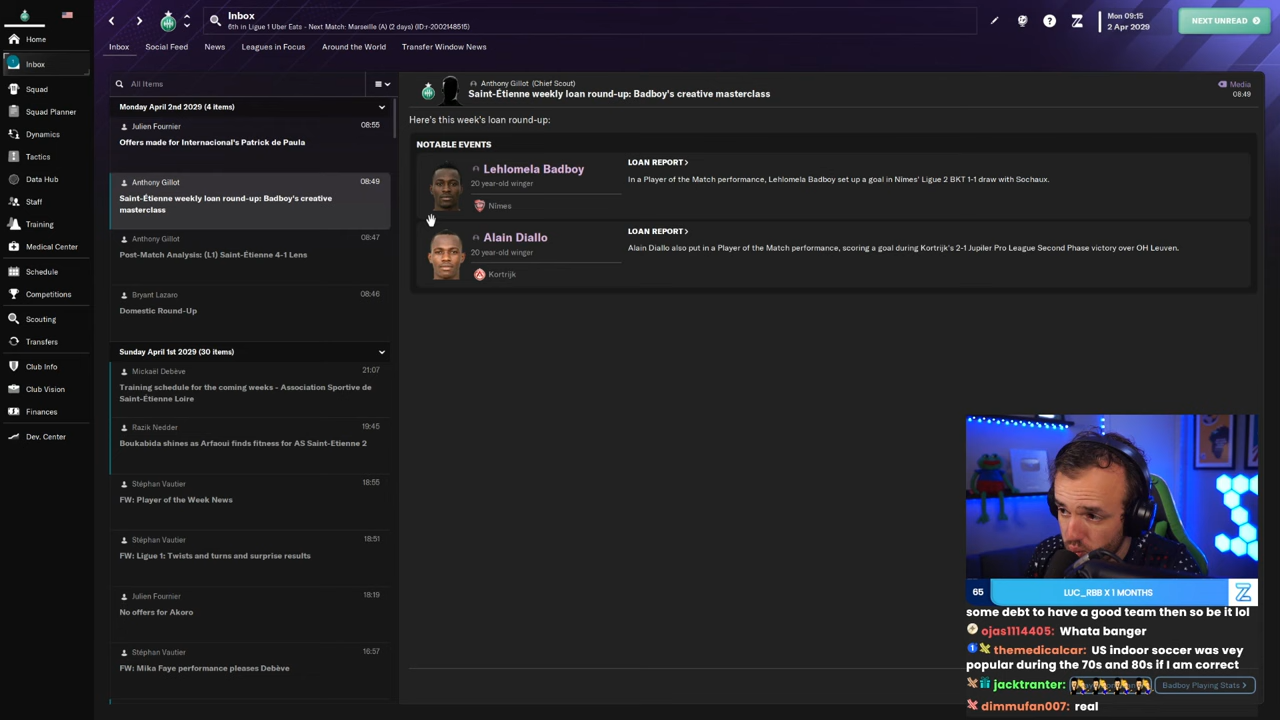 Inbox
6th in Ligue 1 Uber Eats - Next Match: Marseille (A) (2 days) (ID:r-2002148515)
Mon 09:15
2 Apr 2029
NEXT UNREAD
Home
Inbox
Squad
Squad Planner
Dynamics
Tactics
Data Hub
Staff
Training
Medical Center
Schedule
Competitions
Scouting
Transfers
Club Info
Club Vision
Finances
Dev. Center
Inbox
Social Feed
News
Leagues in Focus
Around the World
Transfer Window News
All Items
Monday April 2nd 2029 (4 items)
Julien Fournier 08:55
Offers made for Internacional's Patrick de Paula
Anthony Gillot 08:49
Saint-Étienne weekly loan round-up: Badboy's creative
masterclass
Anthony Gillot 08:47
Post-Match Analysis: (L1) Saint-Étienne 4-1 Lens
Bryant Lazaro 08:46
Domestic Round-Up
Sunday April 1st 2029 (30 items)
Mickaël Debève 21:07
Training schedule for the coming weeks - Association Sportive de
Saint-Étienne Loire
Razik Nedder 19:45
Boukabida shines as Arfaoui finds fitness for AS Saint-Etienne 2
Stéphan Vautier 18:55
FW: Player of the Week News
Stéphan Vautier 18:51
FW: Ligue 1: Twists and turns and surprise results
Julien Fournier 18:19
No offers for Akoro
Stéphan Vautier 16:57
FW: Mika Faye performance pleases Debève
Anthony Gillot (Chief Scout)
Saint-Étienne weekly loan round-up: Badboy's creative masterclass
Media
08:49
Here's this week's loan round-up:
NOTABLE EVENTS
Lehlomela Badboy
20 year-old winger
Nîmes
LOAN REPORT
In a Player of the Match performance, Lehlomela Badboy set up a goal in Nîmes' Ligue 2 BKT 1-1 draw with Sochaux.
Alain Diallo
20 year-old winger
Kortrijk
LOAN REPORT
Alain Diallo also put in a Player of the Match performance, scoring a goal during Kortrijk's 2-1 Jupiler Pro League Second Phase victory over OH Leuven.
65 LUC_RBB X 1 MONTHS
some debt to have a good team then so be it lol
ojas1114405: Whata banger
themedicalcar: US indoor soccer was vey
popular during the 70s and 80s if I am correct
jacktranter:
Badboy Playing Stats
dimmufan007: real